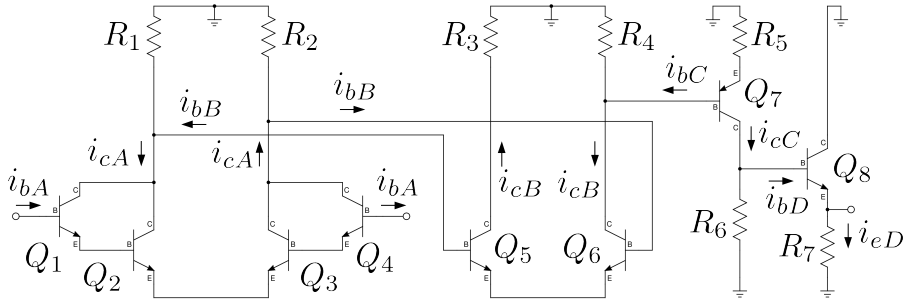 R1 R2 R3 R4 R5
ibB ibB ibC Q7
icA icA icB icB icC
ibA ibA ibD Q8
Q1 Q2 Q3 Q4 Q5 Q6 R6 R7 ieD
C B E
C B E
C B E
C B E
C B E
C B E
E B C
C B E